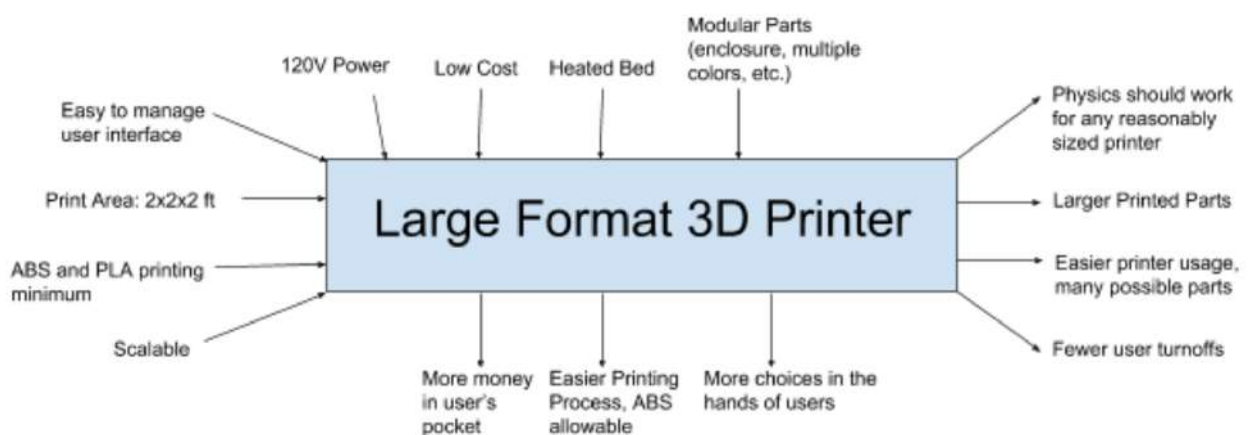 Modular Parts
(enclosure, multiple
colors, etc.)
120V Power
Low Cost
Heated Bed
Easy to manage
user interface
Physics should work
for any reasonably
sized printer
Print Area: 2x2x2 ft
Large Format 3D Printer
Larger Printed Parts
ABS and PLA printing
minimum
Easier printer usage,
many possible parts
Scalable
Fewer user turnoffs
More money
in user's
pocket
Easier Printing
Process, ABS
allowable
More choices in the
hands of users